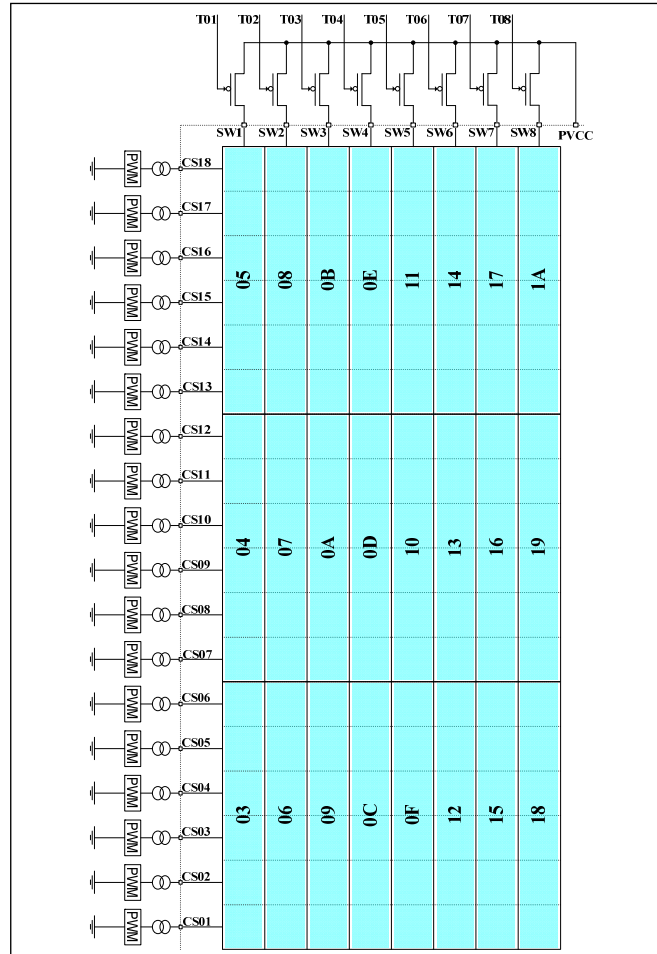 T01 T02 T03 T04 T05 T06 T07 T08
SW1 SW2 SW3 SW4 SW5 SW6 SW7 SW8 PVCC
PWM CS18
PWM CS17
PWM CS16
05 08 0B 0E 11 14 17 1A
PWM CS15
PWM CS14
PWM CS13
PWM CS12
PWM CS11
PWM CS10
04 07 0A 0D 10 13 16 19
PWM CS09
PWM CS08
PWM CS07
PWM CS06
PWM CS05
PWM CS04
03 06 09 0C 0F 12 15 18
PWM CS03
PWM CS02
PWM CS01